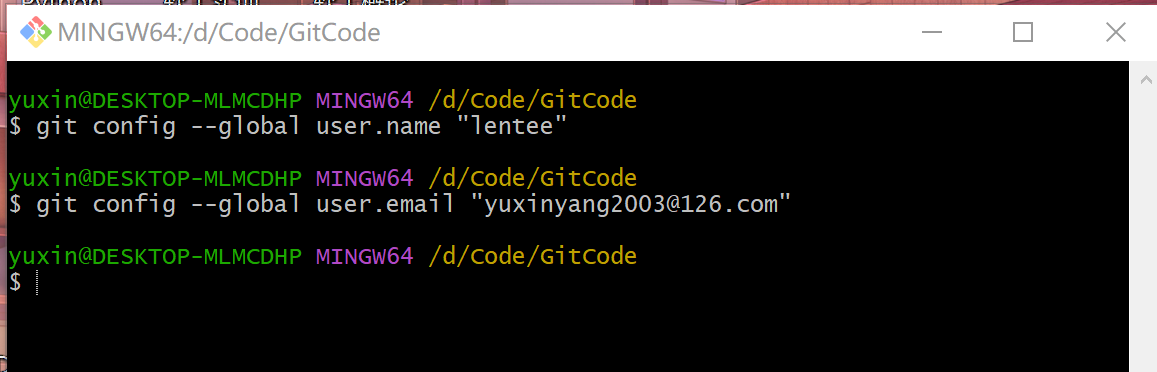 MINGW64:/d/Code/GitCode
yuxin@DESKTOP-MLMCDHP MINGW64 /d/Code/GitCode
$ git config --global user.name "lentee"
yuxin@DESKTOP-MLMCDHP MINGW64 /d/Code/GitCode
$ git config --global user.email "yuxinyang2003@126.com"
yuxin@DESKTOP-MLMCDHP MINGW64 /d/Code/GitCode
$